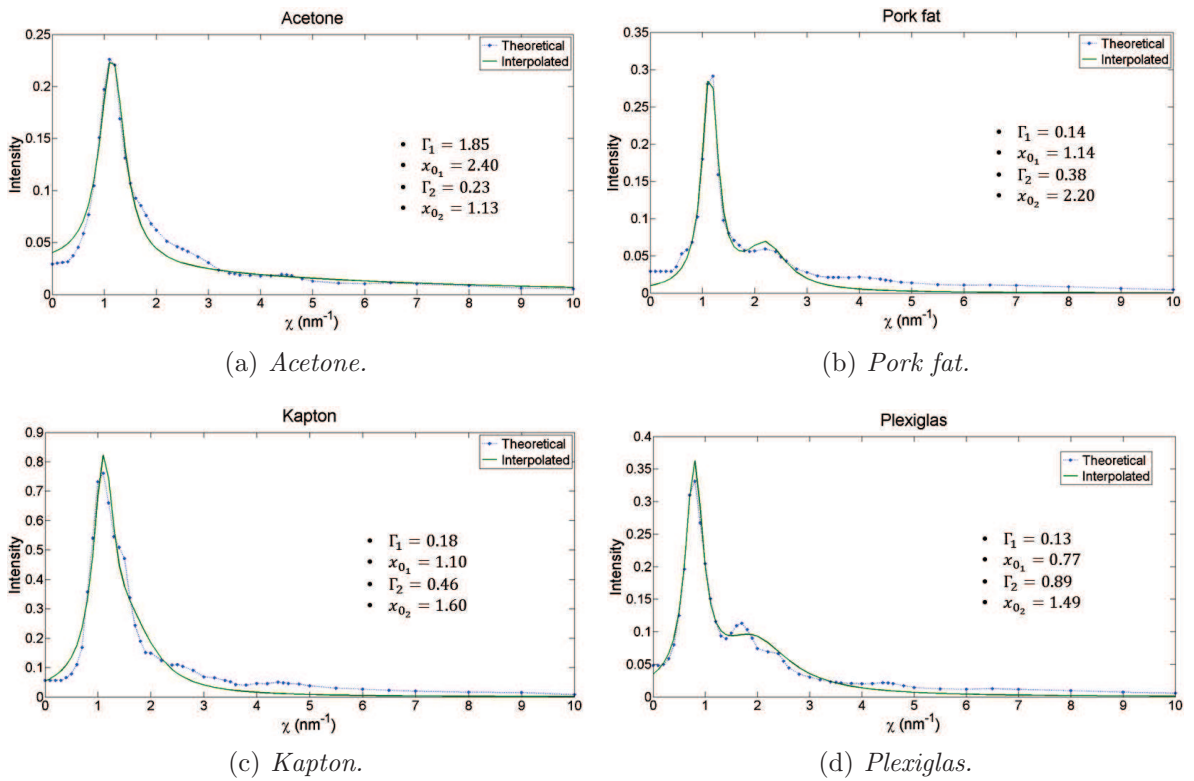 Acetone
0.25
0.2
0.15
0.1
0.05
0
Intensity
0 1 2 3 4 5 6 7 8 9 10
χ (nm⁻¹)
Theoretical
Interpolated
• Γ₁ = 1.85
• x₀₁ = 2.40
• Γ₂ = 0.23
• x₀₂ = 1.13
(a) Acetone.
Pork fat
0.35
0.3
0.25
0.2
0.15
0.1
0.05
0
Intensity
0 1 2 3 4 5 6 7 8 9 10
χ (nm⁻¹)
Theoretical
Interpolated
• Γ₁ = 0.14
• x₀₁ = 1.14
• Γ₂ = 0.38
• x₀₂ = 2.20
(b) Pork fat.
Kapton
0.9
0.8
0.7
0.6
0.5
0.4
0.3
0.2
0.1
0
Intensity
0 1 2 3 4 5 6 7 8 9 10
χ (nm⁻¹)
Theoretical
Interpolated
• Γ₁ = 0.18
• x₀₁ = 1.10
• Γ₂ = 0.46
• x₀₂ = 1.60
(c) Kapton.
Plexiglas
0.4
0.35
0.3
0.25
0.2
0.15
0.1
0.05
0
Intensity
0 1 2 3 4 5 6 7 8 9 10
χ (nm⁻¹)
Theoretical
Interpolated
• Γ₁ = 0.13
• x₀₁ = 0.77
• Γ₂ = 0.89
• x₀₂ = 1.49
(d) Plexiglas.